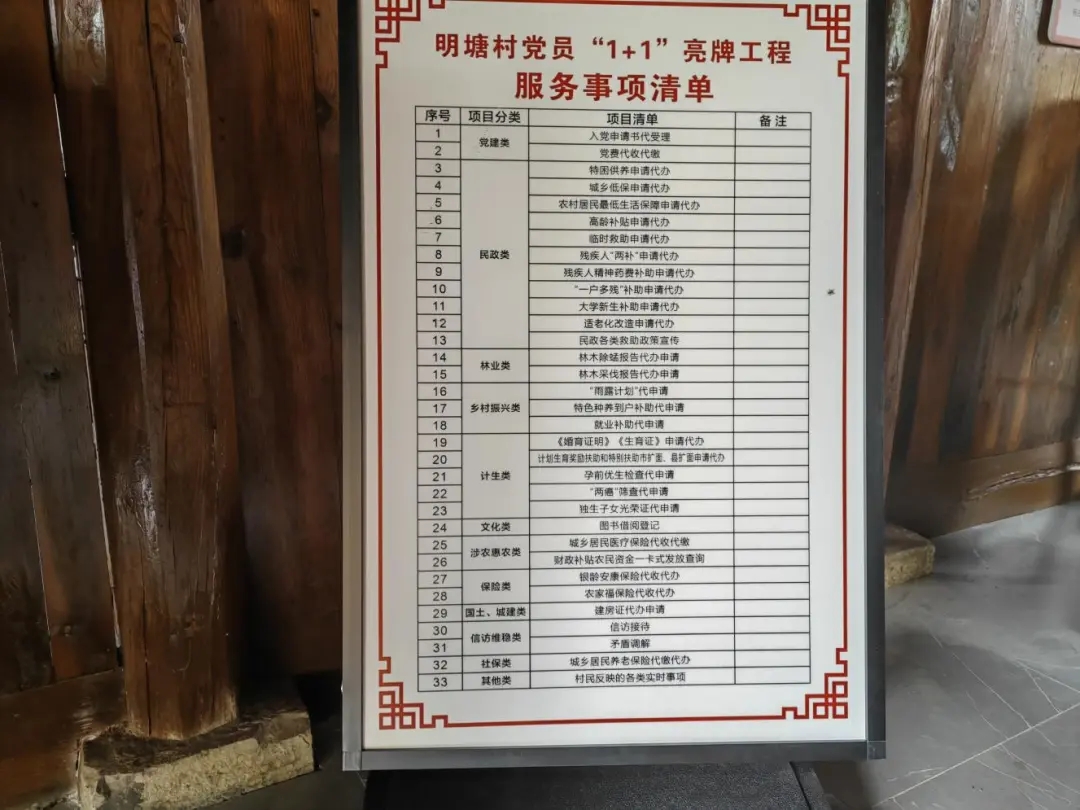 明塘村党员“1+1”亮牌工程
服务事项清单
序号 项目分类 项目清单 备注
1 党建类 入党申请书代受理
2 党费代收代缴
3 民政类 特困供养申请代办
4 城乡低保申请代办
5 农村居民最低生活保障申请代办
6 高龄补贴申请代办
7 临时救助申请代办
8 残疾人“两补”申请代办
9 残疾人精神药费补助申请代办
10 “一户多残”补助申请代办
11 大学新生补助申请代办
12 适老化改造申请代办
13 民政各类救助政策宣传
14 林业类 林木除蜢报告代办申请
15 林木采伐报告代办申请
16 乡村振兴类 “雨露计划”代申请
17 特色种养到户补助代申请
18 就业补助代申请
19 计生类 《婚育证明》《生育证》申请代办
20 计划生育奖励扶助和特别扶助市扩面、县扩面申请代办
21 孕前优生检查代申请
22 “两癌”筛查代申请
23 独生子女光荣证代申请
24 文化类 图书借阅登记
25 涉农惠农类 城乡居民医疗保险代收代缴
26 财政补贴农民资金一卡式发放查询
27 保险类 银龄安康保险代收代办
28 农家福保险代收代办
29 国土、城建类 建房证代办申请
30 信访维稳类 信访接待
31 矛盾调解
32 社保类 城乡居民养老保险代缴代办
33 其他类 村民反映的各类实时事项